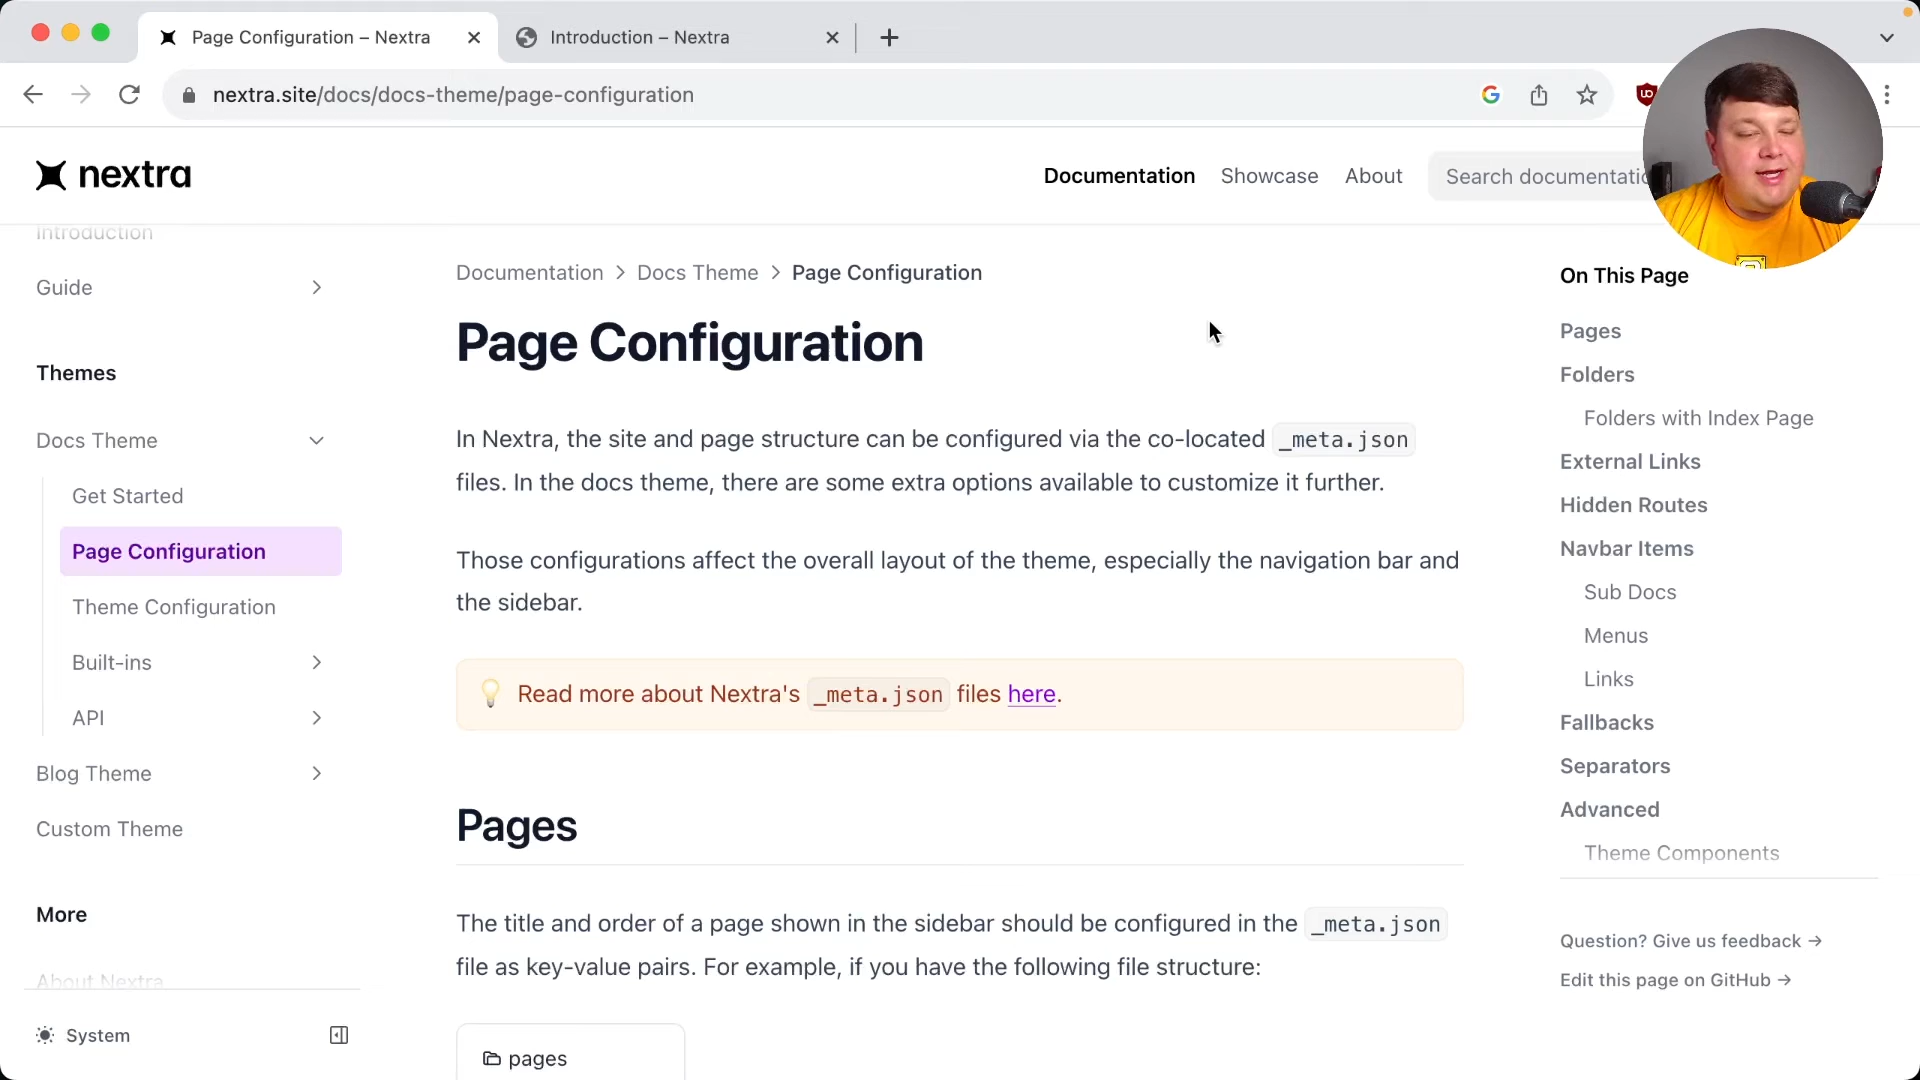 Page Configuration – Nextra
Introduction – Nextra
nextra.site/docs/docs-theme/page-configuration
nextra
Documentation
Showcase
About
Search documentatio
Introduction
Guide
Themes
Docs Theme
Get Started
Page Configuration
Theme Configuration
Built-ins
API
Blog Theme
Custom Theme
More
About Nextra
System
Documentation > Docs Theme > Page Configuration
Page Configuration
In Nextra, the site and page structure can be configured via the co-located _meta.json
files. In the docs theme, there are some extra options available to customize it further.
Those configurations affect the overall layout of the theme, especially the navigation bar and
the sidebar.
Read more about Nextra's _meta.json files here.
Pages
The title and order of a page shown in the sidebar should be configured in the _meta.json
file as key-value pairs. For example, if you have the following file structure:
pages
On This Page
Pages
Folders
Folders with Index Page
External Links
Hidden Routes
Navbar Items
Sub Docs
Menus
Links
Fallbacks
Separators
Advanced
Theme Components
Question? Give us feedback →
Edit this page on GitHub →